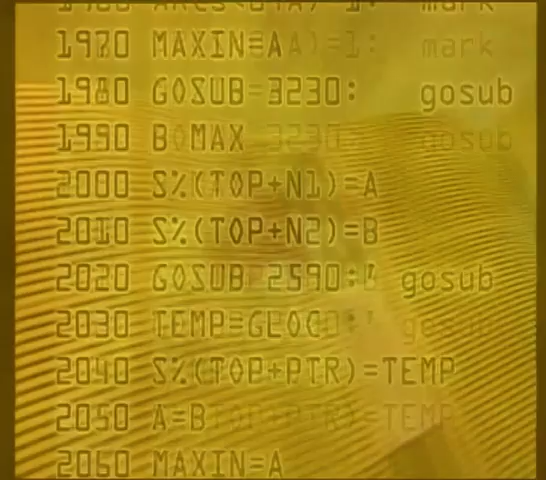 1970 MAXIN=A mark
1980 GOSUB 3230: gosub
1990 B=MAX
2000 S%(TOP+N1)=A
2010 S%(TOP+N2)=B
2020 GOSUB 2590:' gosub
2030 TEMP=GLOC
2040 S%(TOP+PTR)=TEMP
2050 A=B
2060 MAXIN=A